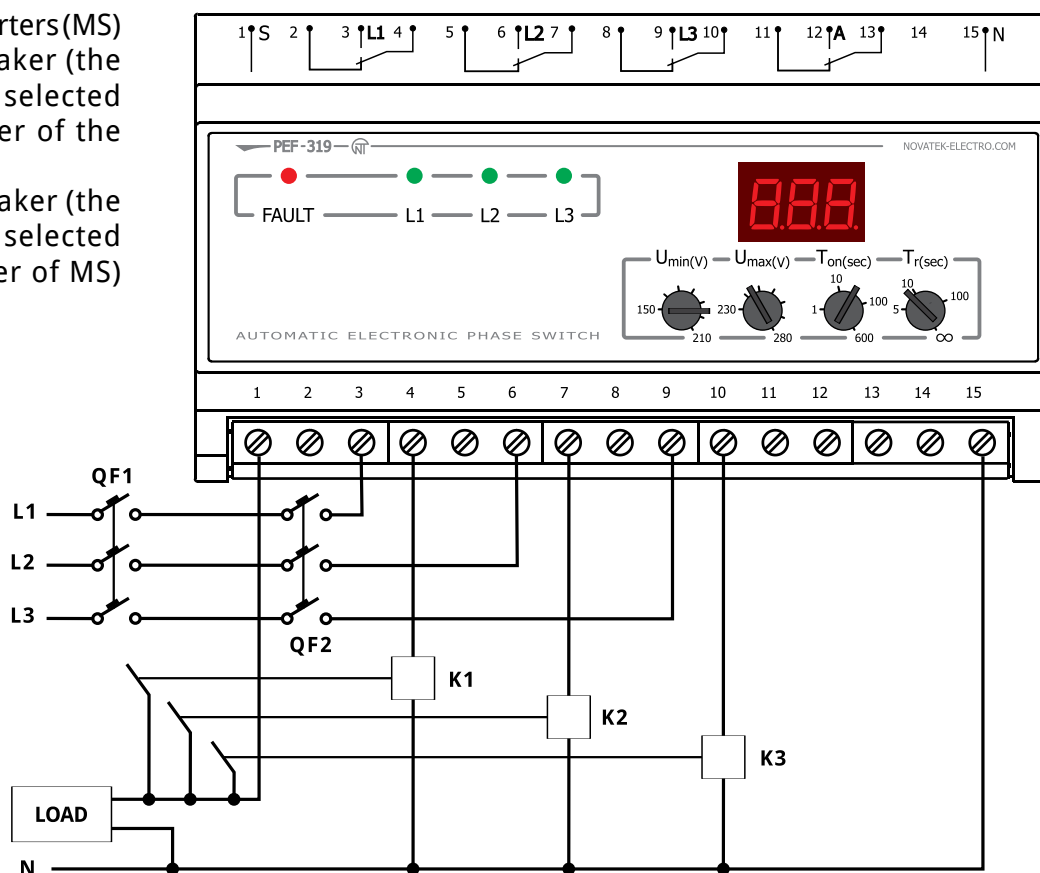 rters (MS)
aker (the
selected
er of the
aker (the
selected
er of MS)
1 S 2 3 L1 4 5 6 L2 7 8 9 L3 10 11 12 A 13 14 15 N
PEF-319 NT NOVATEK-ELECTRO.COM
FAULT L1 L2 L3
8.8.8.
Umin(V) Umax(V) Ton(sec) Tr(sec)
150 210 230 280 1 10 100 600 5 10 100 ∞
AUTOMATIC ELECTRONIC PHASE SWITCH
1 2 3 4 5 6 7 8 9 10 11 12 13 14 15
QF1
L1
L2
L3
QF2
K1
K2
K3
LOAD
N